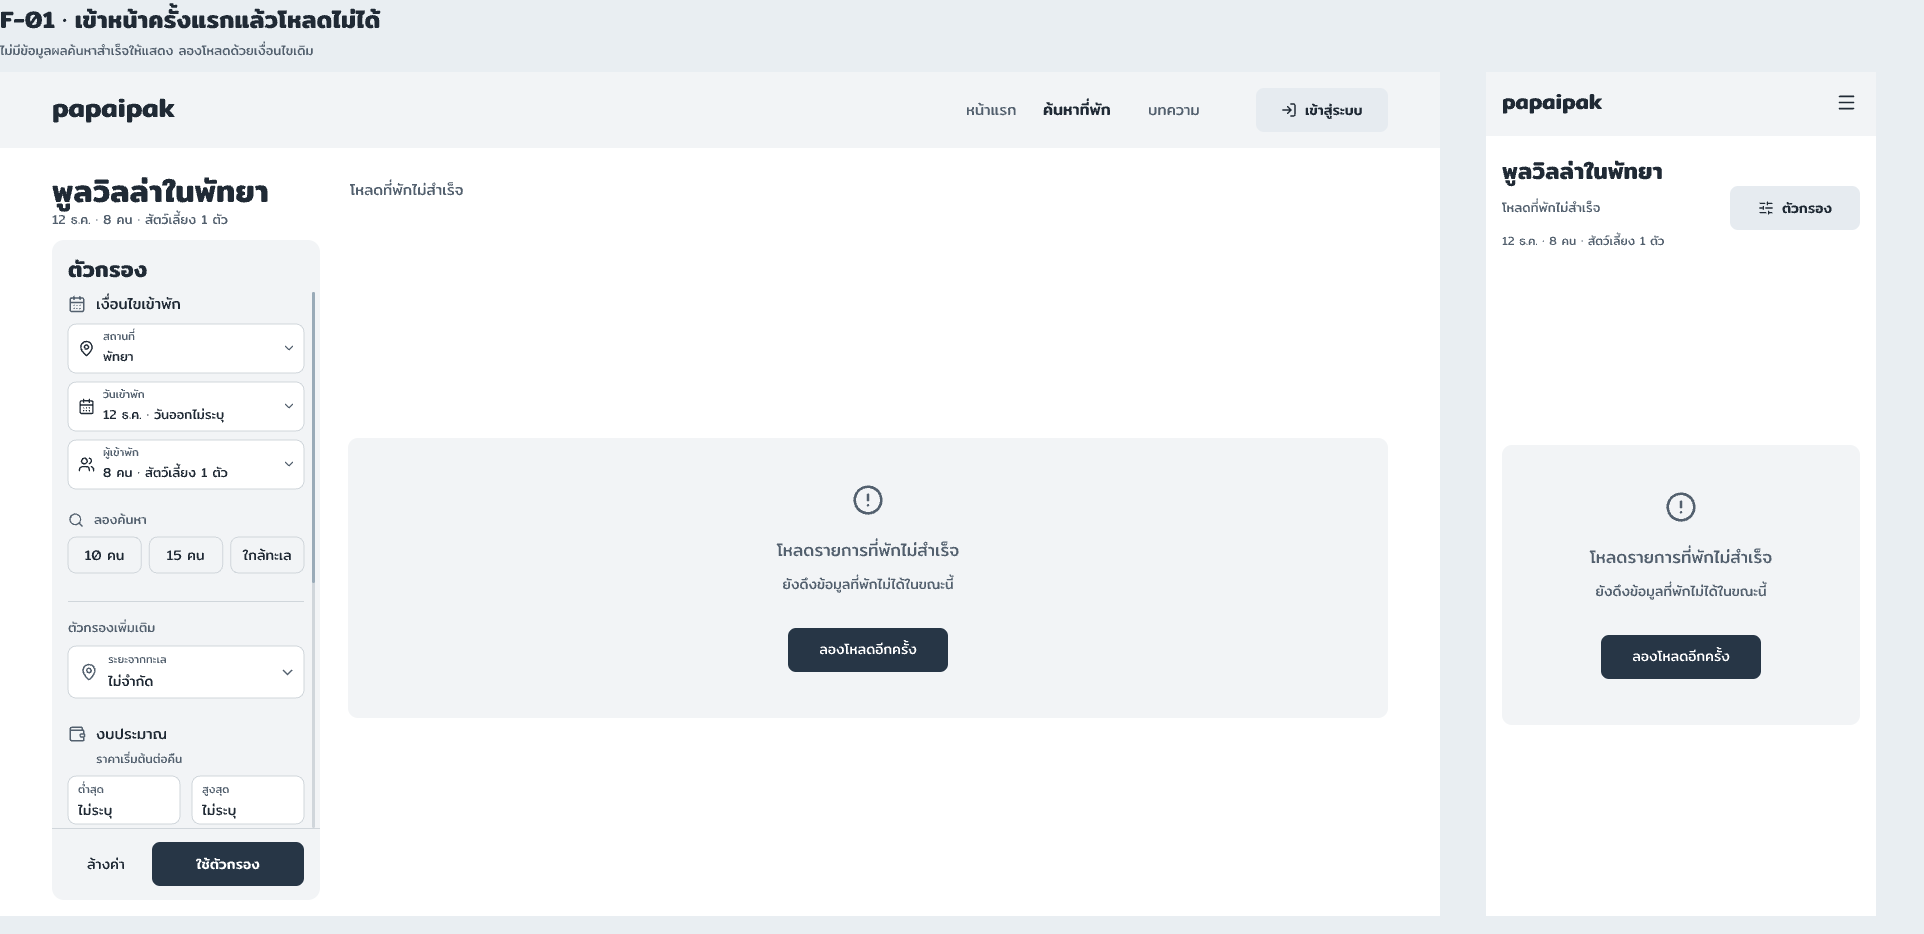 F-01 · เข้าหน้าครั้งแรกแล้วโหลดไม่ได้
ไม่มีข้อมูลผลค้นหาสำเร็จให้แสดง ลองโหลดด้วยเงื่อนไขเดิม
papaipak
หน้าแรก
ค้นหาที่พัก
บทความ
เข้าสู่ระบบ
พูลวิลล่าในพัทยา
12 ธ.ค. · 8 คน · สัตว์เลี้ยง 1 ตัว
โหลดที่พักไม่สำเร็จ
ตัวกรอง
เงื่อนไขเข้าพัก
สถานที่
พัทยา
วันเข้าพัก
12 ธ.ค. · วันออกไม่ระบุ
ผู้เข้าพัก
8 คน · สัตว์เลี้ยง 1 ตัว
ลองค้นหา
10 คน
15 คน
ใกล้ทะเล
ตัวกรองเพิ่มเติม
ระยะจากทะเล
ไม่จำกัด
งบประมาณ
ราคาเริ่มต้นต่อคืน
ต่ำสุด
ไม่ระบุ
สูงสุด
ไม่ระบุ
ล้างค่า
ใช้ตัวกรอง
โหลดรายการที่พักไม่สำเร็จ
ยังดึงข้อมูลที่พักไม่ได้ในขณะนี้
ลองโหลดอีกครั้ง
papaipak
พูลวิลล่าในพัทยา
โหลดที่พักไม่สำเร็จ
ตัวกรอง
12 ธ.ค. · 8 คน · สัตว์เลี้ยง 1 ตัว
โหลดรายการที่พักไม่สำเร็จ
ยังดึงข้อมูลที่พักไม่ได้ในขณะนี้
ลองโหลดอีกครั้ง